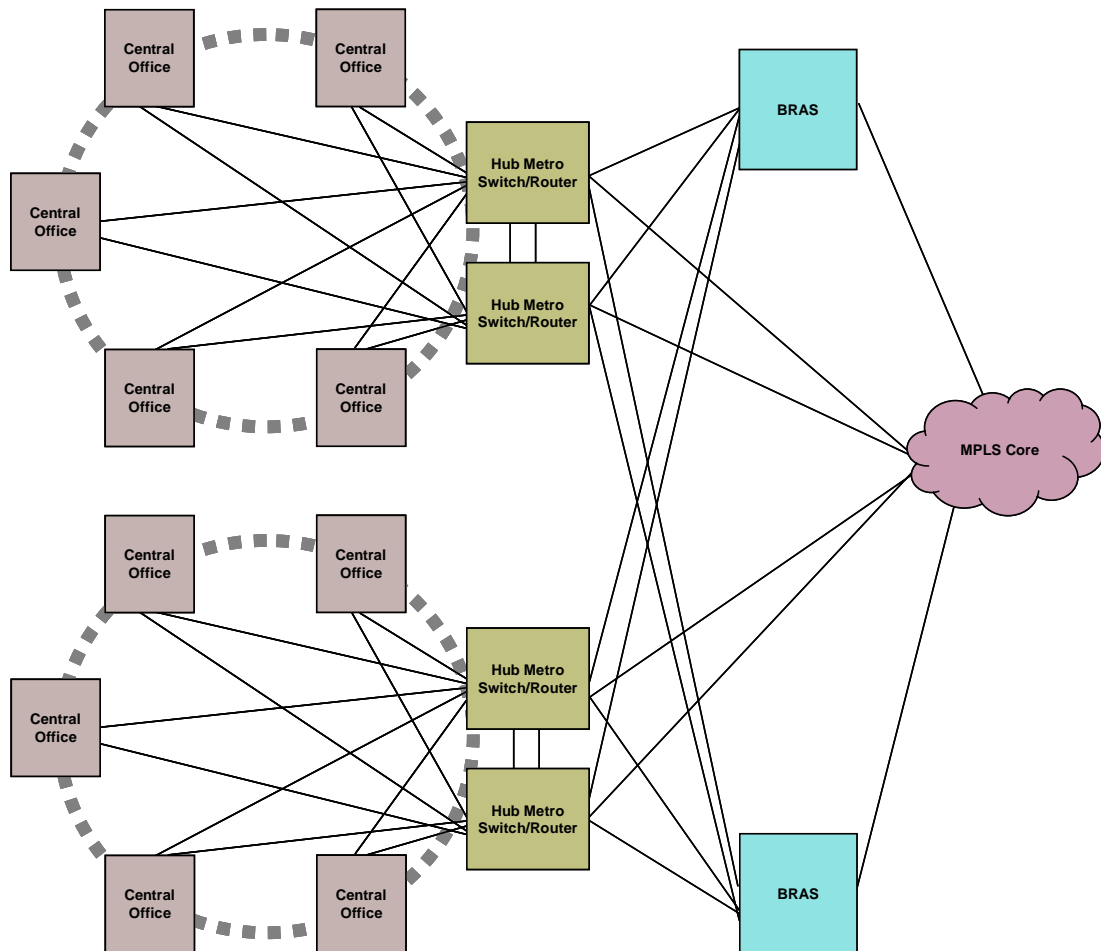 Central
Office
Central
Office
BRAS
Hub Metro
Switch/Router
Central
Office
Hub Metro
Switch/Router
Central
Office
Central
Office
MPLS Core
Central
Office
Central
Office
Hub Metro
Switch/Router
Central
Office
Hub Metro
Switch/Router
Central
Office
Central
Office
BRAS